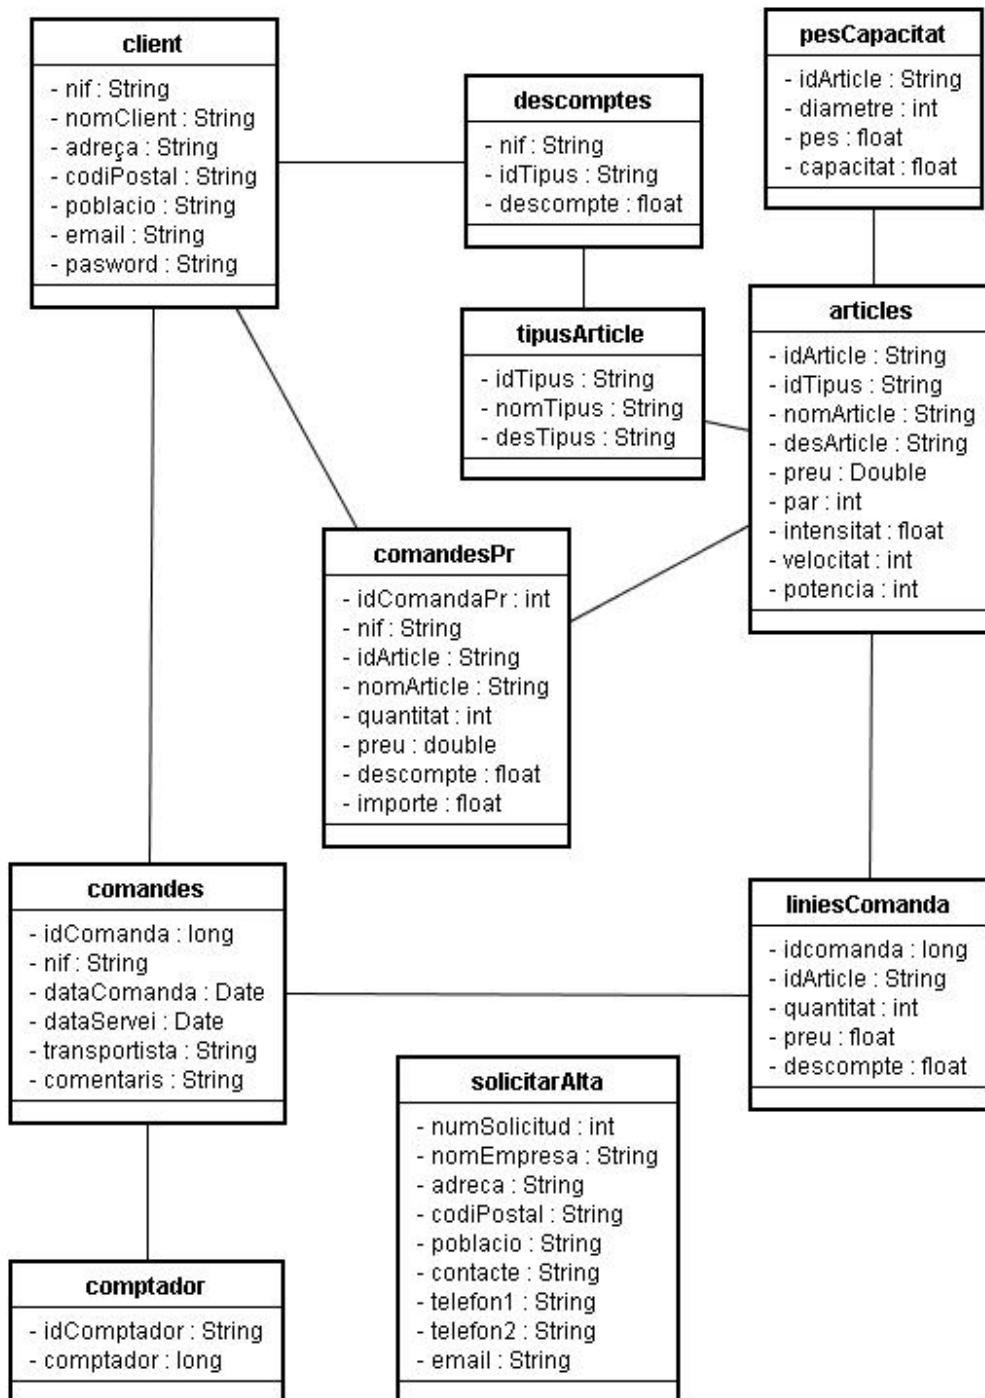 client
- nif : String
- nomClient : String
- adreça : String
- codiPostal : String
- poblacio : String
- email : String
- pasword : String
descomptes
- nif : String
- idTipus : String
- descompte : float
pesCapacitat
- idArticle : String
- diametre : int
- pes : float
- capacitat : float
tipusArticle
- idTipus : String
- nomTipus : String
- desTipus : String
articles
- idArticle : String
- idTipus : String
- nomArticle : String
- desArticle : String
- preu : Double
- par : int
- intensitat : float
- velocitat : int
- potencia : int
comandesPr
- idComandaPr : int
- nif : String
- idArticle : String
- nomArticle : String
- quantitat : int
- preu : double
- descompte : float
- importe : float
comandes
- idComanda : long
- nif : String
- dataComanda : Date
- dataServei : Date
- transportista : String
- comentaris : String
liniesComanda
- idcomanda : long
- idArticle : String
- quantitat : int
- preu : float
- descompte : float
solicitarAlta
- numSolicitud : int
- nomEmpresa : String
- adreca : String
- codiPostal : String
- poblacio : String
- contacte : String
- telefon1 : String
- telefon2 : String
- email : String
comptador
- idComptador : String
- comptador : long